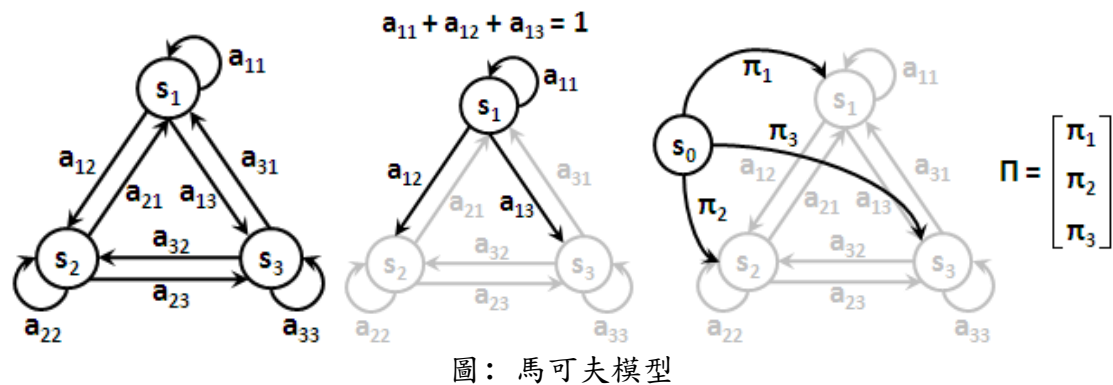 a₁₁ + a₁₂ + a₁₃ = 1
s₁
a₁₁
a₁₂
a₂₁
a₁₃
a₃₁
s₂
a₃₂
s₃
a₂₃
a₂₂
a₃₃
s₁
a₁₁
a₁₂
a₂₁
a₁₃
a₃₁
s₂
a₃₂
s₃
a₂₃
a₂₂
a₃₃
π₁
s₁
a₁₁
s₀
π₃
a₁₂
a₃₁
π₂
a₂₁
a₁₃
s₂
a₃₂
s₃
a₂₃
a₂₂
a₃₃
Π =
π₁
π₂
π₃
圖：馬可夫模型